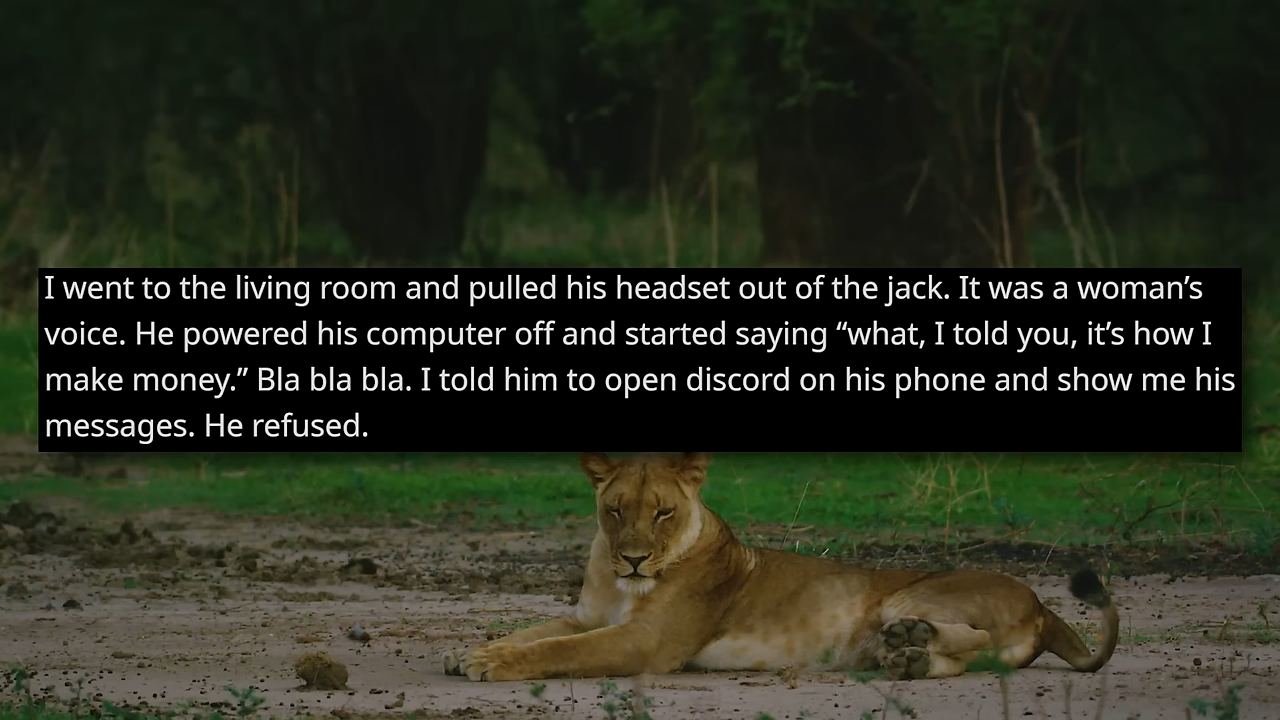 I went to the living room and pulled his headset out of the jack. It was a woman’s
voice. He powered his computer off and started saying “what, I told you, it’s how I
make money.” Bla bla bla. I told him to open discord on his phone and show me his
messages. He refused.